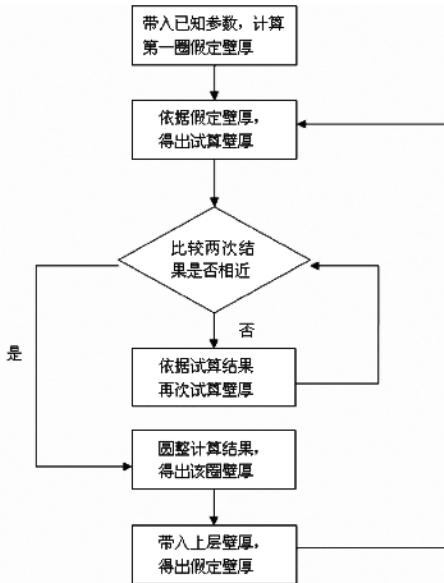 带入已知参数，计算
第一圈假定壁厚
依据假定壁厚，
得出试算壁厚
比较两次结
果是否相近
否
是
依据试算结果
再次试算壁厚
圆整计算结果，
得出该圈壁厚
带入上层壁厚，
得出假定壁厚